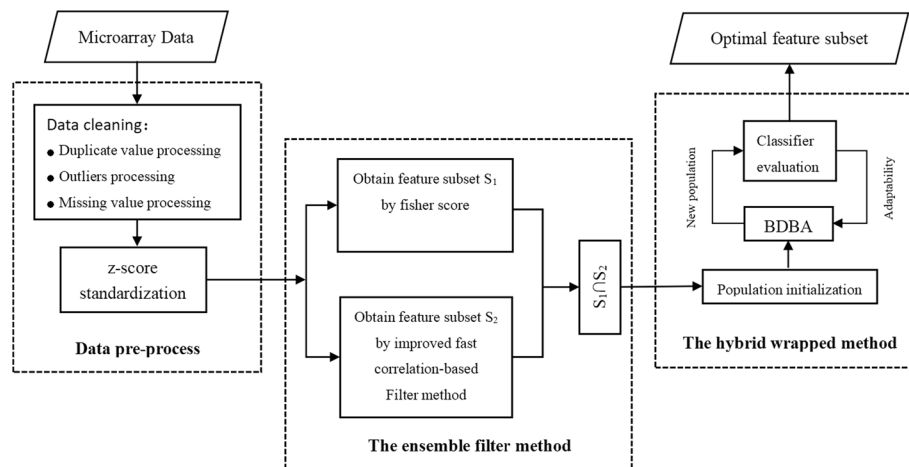 Microarray Data
Data cleaning：
● Duplicate value processing
● Outliers processing
● Missing value processing
z-score
standardization
Data pre-process
Obtain feature subset S₁
by fisher score
Obtain feature subset S₂
by improved fast
correlation-based
Filter method
S₁∩S₂
The ensemble filter method
Optimal feature subset
Classifier
evaluation
New population
Adaptability
BDBA
Population initialization
The hybrid wrapped method